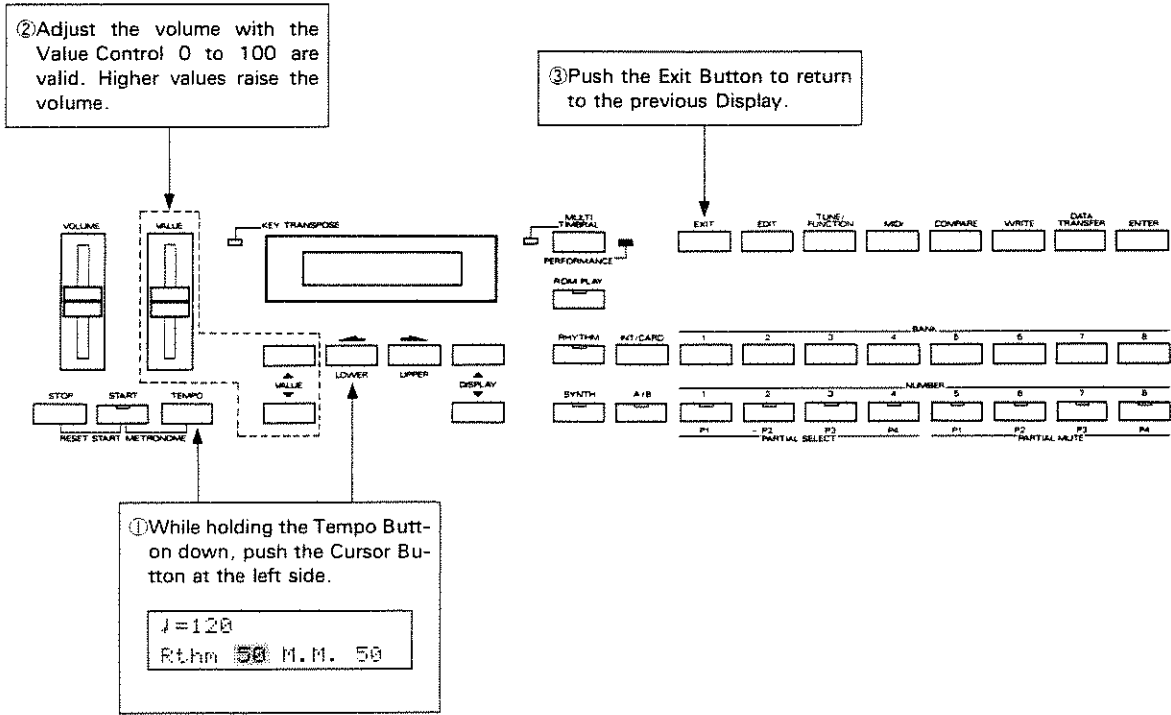 ②Adjust the volume with the
Value Control 0 to 100 are
valid. Higher values raise the
volume.
③Push the Exit Button to return
to the previous Display.
VOLUME
VALUE
KEY TRANSPOSE
MULTI
TIMBRAL
PERFORMANCE
EXIT
EDIT
TUNE/
FUNCTION
MIDI
COMPARE
WRITE
DATA
TRANSFER
ENTER
ROM PLAY
BANK
RHYTHM
INT/CARD
1 2 3 4 5 6 7 8
VALUE
LOWER
UPPER
DISPLAY
NUMBER
STOP
START
TEMPO
SYNTH
A/B
1 2 3 4 5 6 7 8
RESET START
METRONOME
P1 P2 P3 P4 P1 P2 P3 P4
PARTIAL SELECT
PARTIAL MUTE
①While holding the Tempo Butt-
on down, push the Cursor Bu-
tton at the left side.
♩=120
Rthm 50 M.M. 50